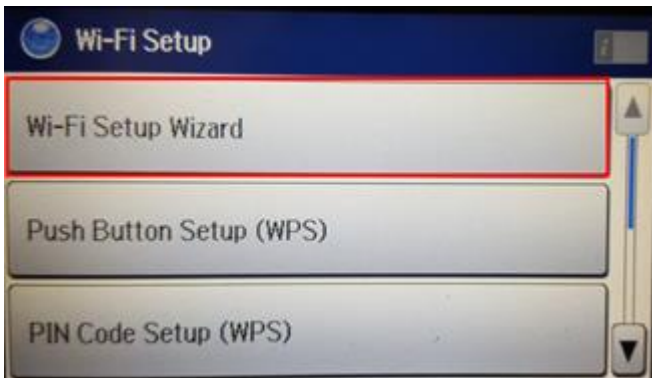 Wi-Fi Setup
Wi-Fi Setup Wizard
Push Button Setup (WPS)
PIN Code Setup (WPS)